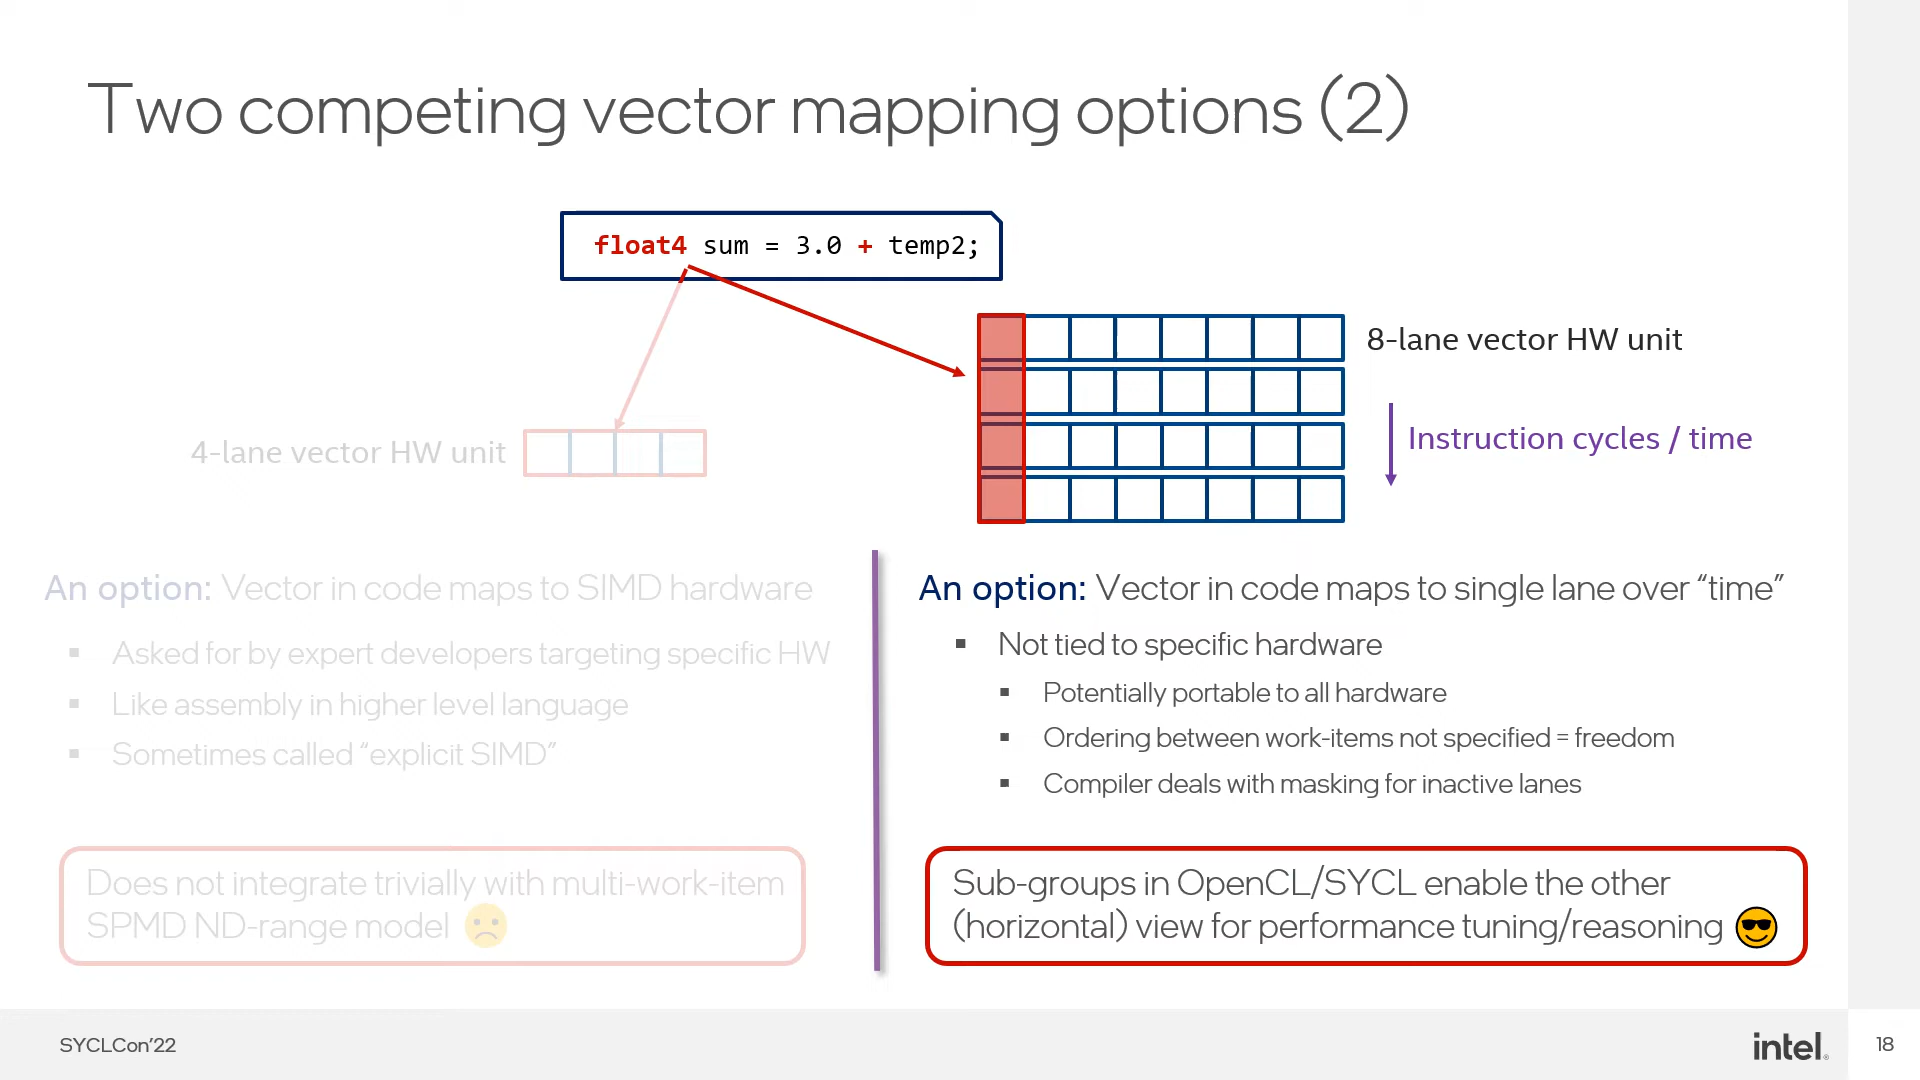 Two competing vector mapping options (2)
float4 sum = 3.0 + temp2;
8-lane vector HW unit
Instruction cycles / time
4-lane vector HW unit
An option: Vector in code maps to SIMD hardware
▪ Asked for by expert developers targeting specific HW
▪ Like assembly in higher level language
▪ Sometimes called “explicit SIMD”
Does not integrate trivially with multi-work-item
SPMD ND-range model
An option: Vector in code maps to single lane over “time”
▪ Not tied to specific hardware
▪ Potentially portable to all hardware
▪ Ordering between work-items not specified = freedom
▪ Compiler deals with masking for inactive lanes
Sub-groups in OpenCL/SYCL enable the other
(horizontal) view for performance tuning/reasoning
SYCLCon’22
intel.
18